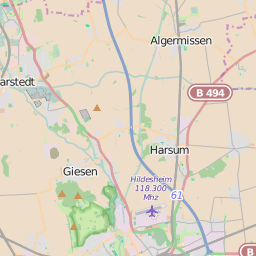 Algermissen
arstedt
B 494
Harsum
Giesen
Hildesheim
118.300
Mhz
61
B